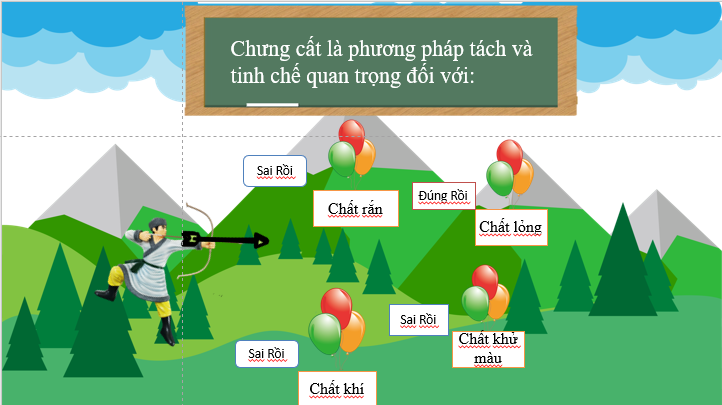 Chưng cất là phương pháp tách và
tinh chế quan trọng đối với:
Sai Rồi
Chất rắn
Đúng Rồi
Chất lỏng
Sai Rồi
Chất khử
màu
Sai Rồi
Chất khí